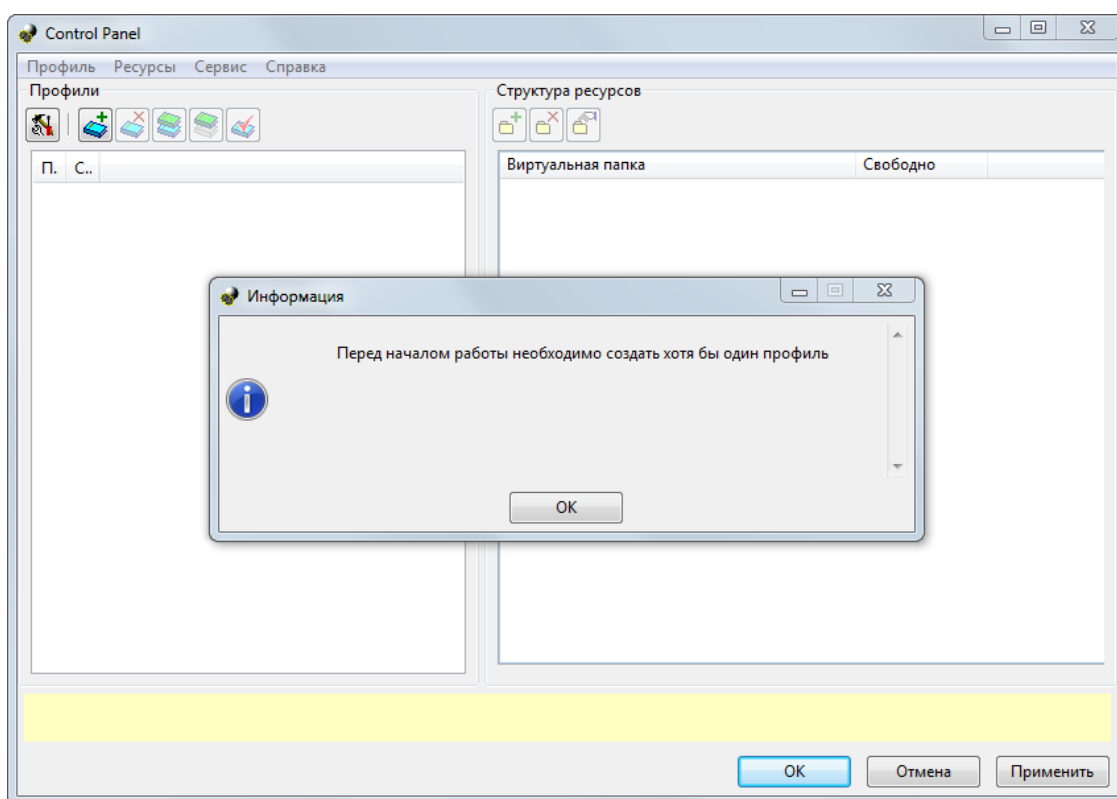 Control Panel
Профиль Ресурсы Сервис Справка
Профили
Структура ресурсов
П. С..
Виртуальная папка Свободно
Информация
Перед началом работы необходимо создать хотя бы один профиль
OK
OK Отмена Применить